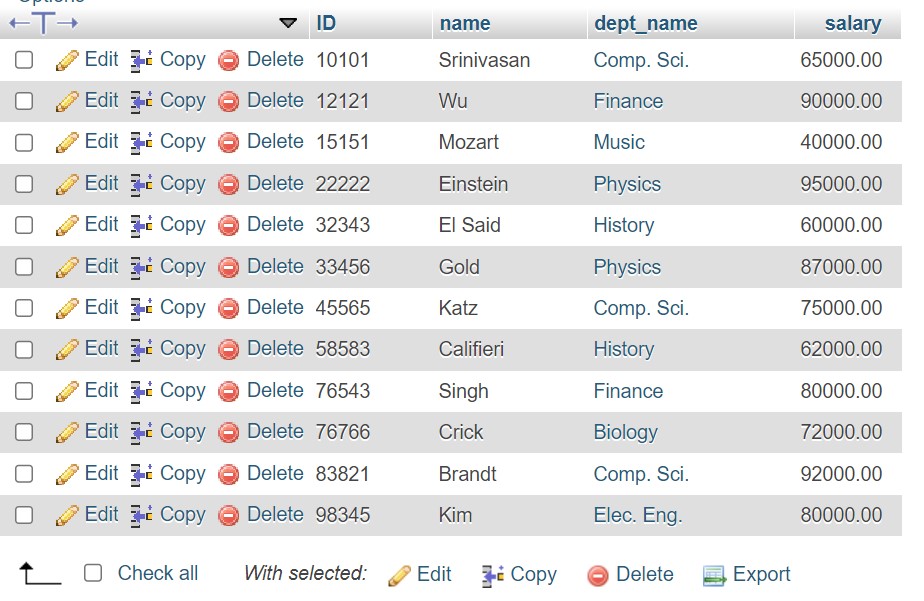 Options
ID name dept_name salary
Edit Copy Delete 10101 Srinivasan Comp. Sci. 65000.00
Edit Copy Delete 12121 Wu Finance 90000.00
Edit Copy Delete 15151 Mozart Music 40000.00
Edit Copy Delete 22222 Einstein Physics 95000.00
Edit Copy Delete 32343 El Said History 60000.00
Edit Copy Delete 33456 Gold Physics 87000.00
Edit Copy Delete 45565 Katz Comp. Sci. 75000.00
Edit Copy Delete 58583 Califieri History 62000.00
Edit Copy Delete 76543 Singh Finance 80000.00
Edit Copy Delete 76766 Crick Biology 72000.00
Edit Copy Delete 83821 Brandt Comp. Sci. 92000.00
Edit Copy Delete 98345 Kim Elec. Eng. 80000.00
Check all With selected: Edit Copy Delete Export